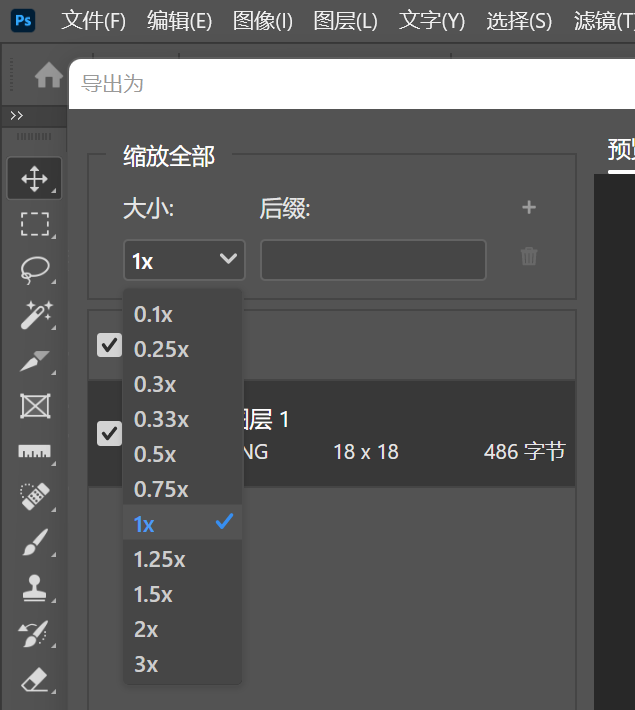 Ps 文件(F) 编辑(E) 图像(I) 图层(L) 文字(Y) 选择(S) 滤镜(T
导出为
缩放全部
大小: 后缀:
1x
0.1x
0.25x
0.3x
0.33x
0.5x
0.75x
1x
1.25x
1.5x
2x
3x
层 1
NG 18 x 18 486 字节
预